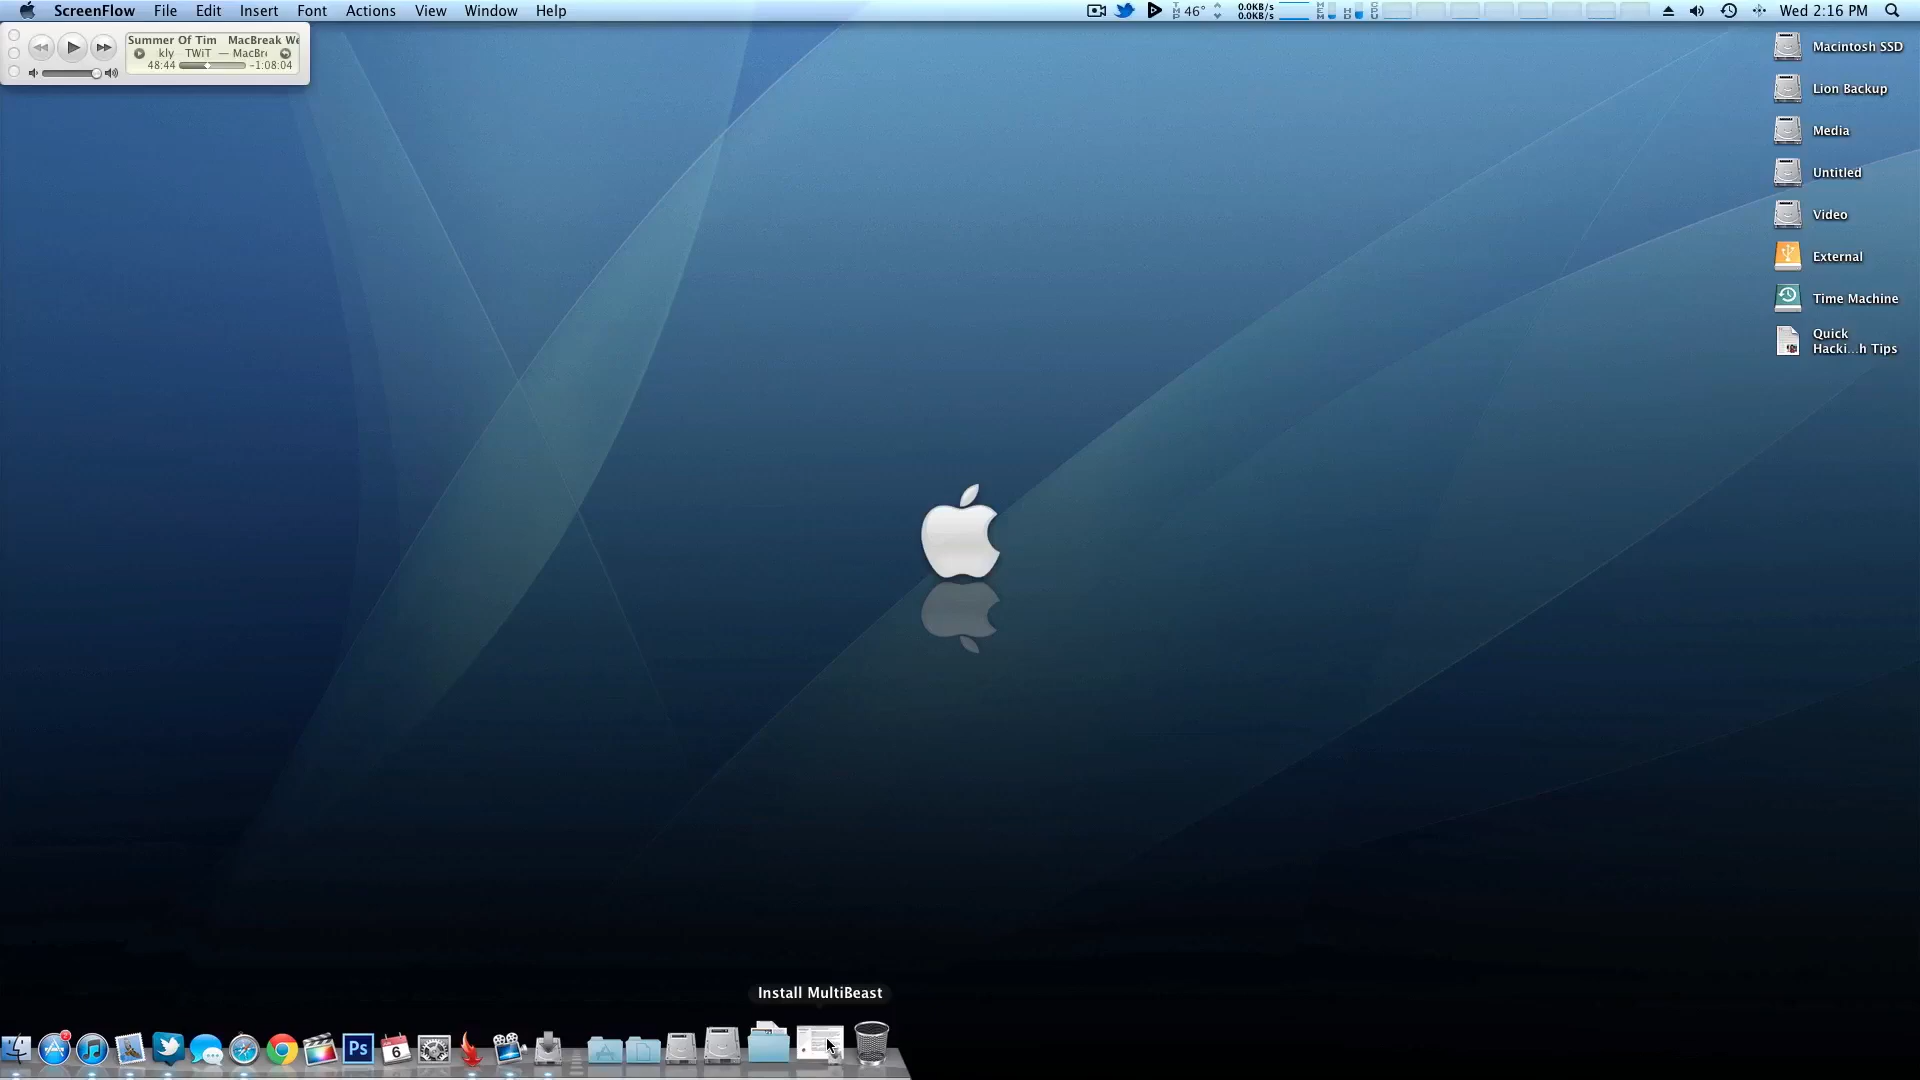 ScreenFlow File Edit Insert Font Actions View Window Help
46° 0.0KB/s Wed 2:16 PM
0.0KB/s
Summer Of Tim MacBreak We
kly TWiT — MacBr
48:44 -1:08:04
Macintosh SSD
Lion Backup
Media
Untitled
Video
External
Time Machine
Quick
Hacki...h Tips
Install MultiBeast
Ps
6